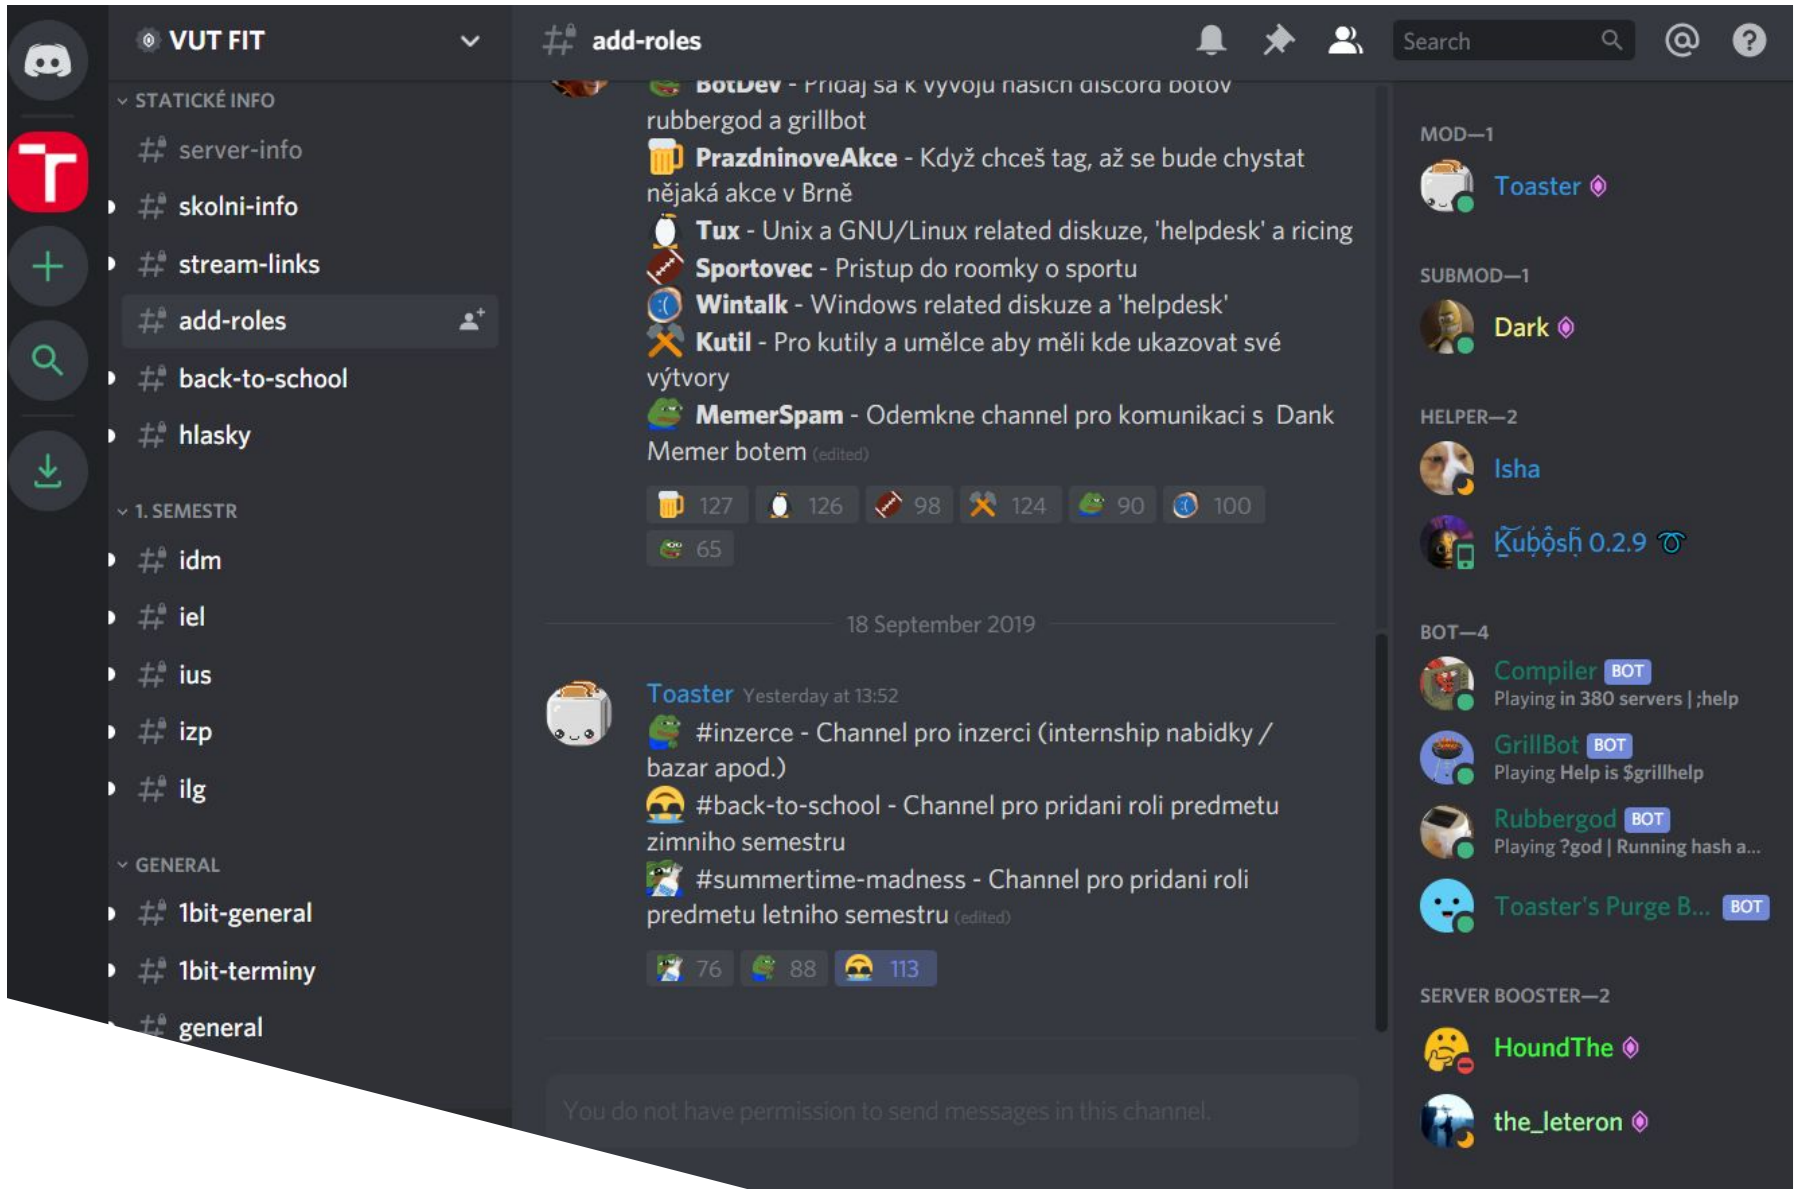 VUT FIT
STATICKÉ INFO
server-info
skolni-info
stream-links
add-roles
back-to-school
hlasky
1. SEMESTR
idm
iel
ius
izp
ilg
GENERAL
1bit-general
1bit-terminy
general
add-roles
Search
BotDev - Pridaj sa k vývoju našich discord botov
rubbergod a grillbot
PrazdninoveAkce - Když chceš tag, až se bude chystat
nějaká akce v Brně
Tux - Unix a GNU/Linux related diskuze, 'helpdesk' a ricing
Sportovec - Pristup do roomky o sportu
Wintalk - Windows related diskuze a 'helpdesk'
Kutil - Pro kutily a umělce aby měli kde ukazovat své
výtvory
MemerSpam - Odemkne channel pro komunikaci s Dank
Memer botem (edited)
127 126 98 124 90 100
65
18 September 2019
Toaster Yesterday at 13:52
#inzerce - Channel pro inzerci (internship nabidky /
bazar apod.)
#back-to-school - Channel pro pridani roli predmetu
zimniho semestru
#summertime-madness - Channel pro pridani roli
predmetu letniho semestru (edited)
76 88 113
You do not have permission to send messages in this channel.
MOD—1
Toaster
SUBMOD—1
Dark
HELPER—2
Isha
0.2.9
BOT—4
Compiler BOT
Playing in 380 servers | ;help
GrillBot BOT
Playing Help is $grillhelp
Rubbergod BOT
Playing ?god | Running hash a...
Toaster's Purge B... BOT
SERVER BOOSTER—2
HoundThe
the_leteron